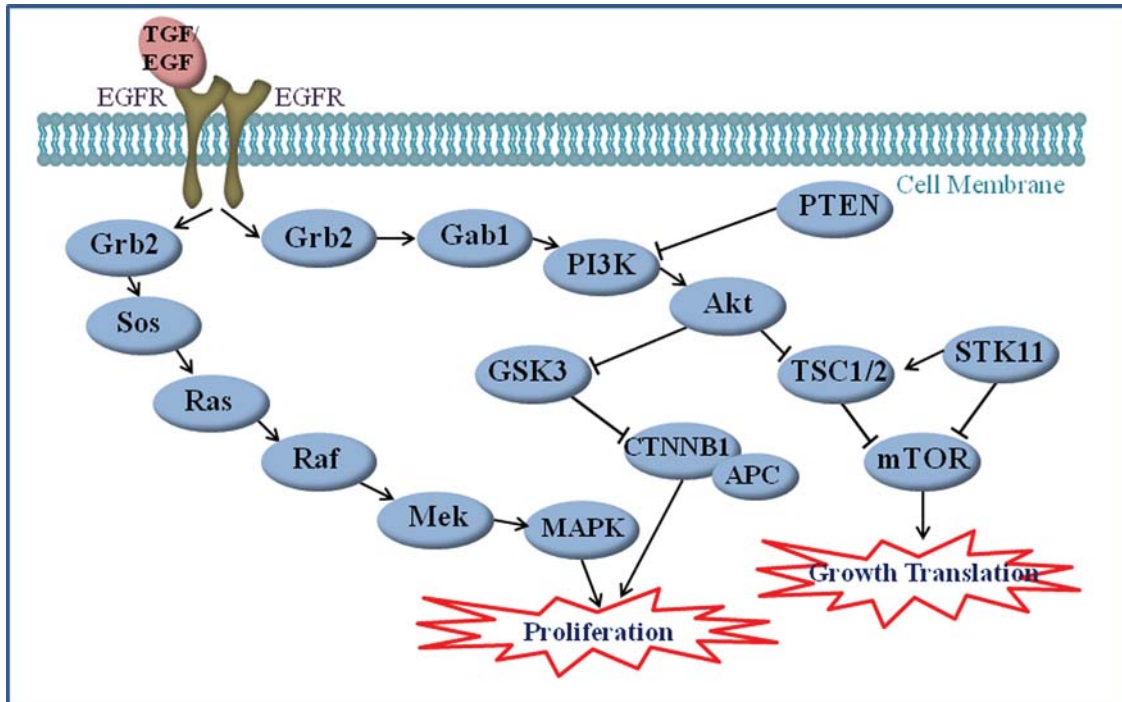 TGF/
EGF
EGFR
EGFR
Cell Membrane
PTEN
Grb2
Grb2
Gab1
PI3K
Akt
Sos
GSK3
TSC1/2
STK11
Ras
CTNNB1
APC
mTOR
Raf
Mek
MAPK
Growth Translation
Proliferation